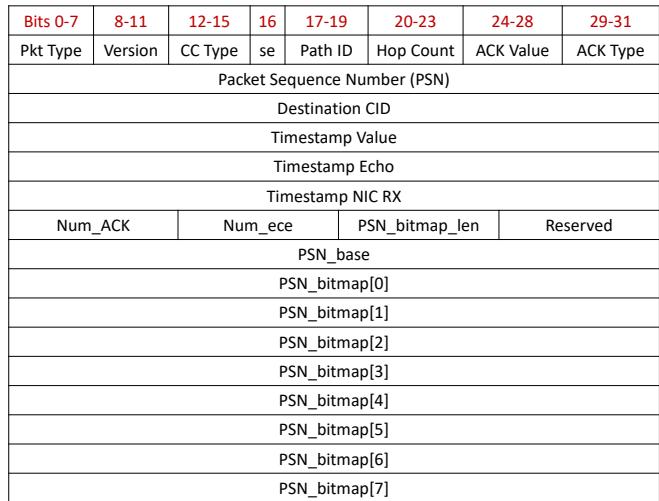 Bits 0-7 8-11 12-15 16 17-19 20-23 24-28 29-31
Pkt Type Version CC Type se Path ID Hop Count ACK Value ACK Type
Packet Sequence Number (PSN)
Destination CID
Timestamp Value
Timestamp Echo
Timestamp NIC RX
Num_ACK Num_ece PSN_bitmap_len Reserved
PSN_base
PSN_bitmap[0]
PSN_bitmap[1]
PSN_bitmap[2]
PSN_bitmap[3]
PSN_bitmap[4]
PSN_bitmap[5]
PSN_bitmap[6]
PSN_bitmap[7]